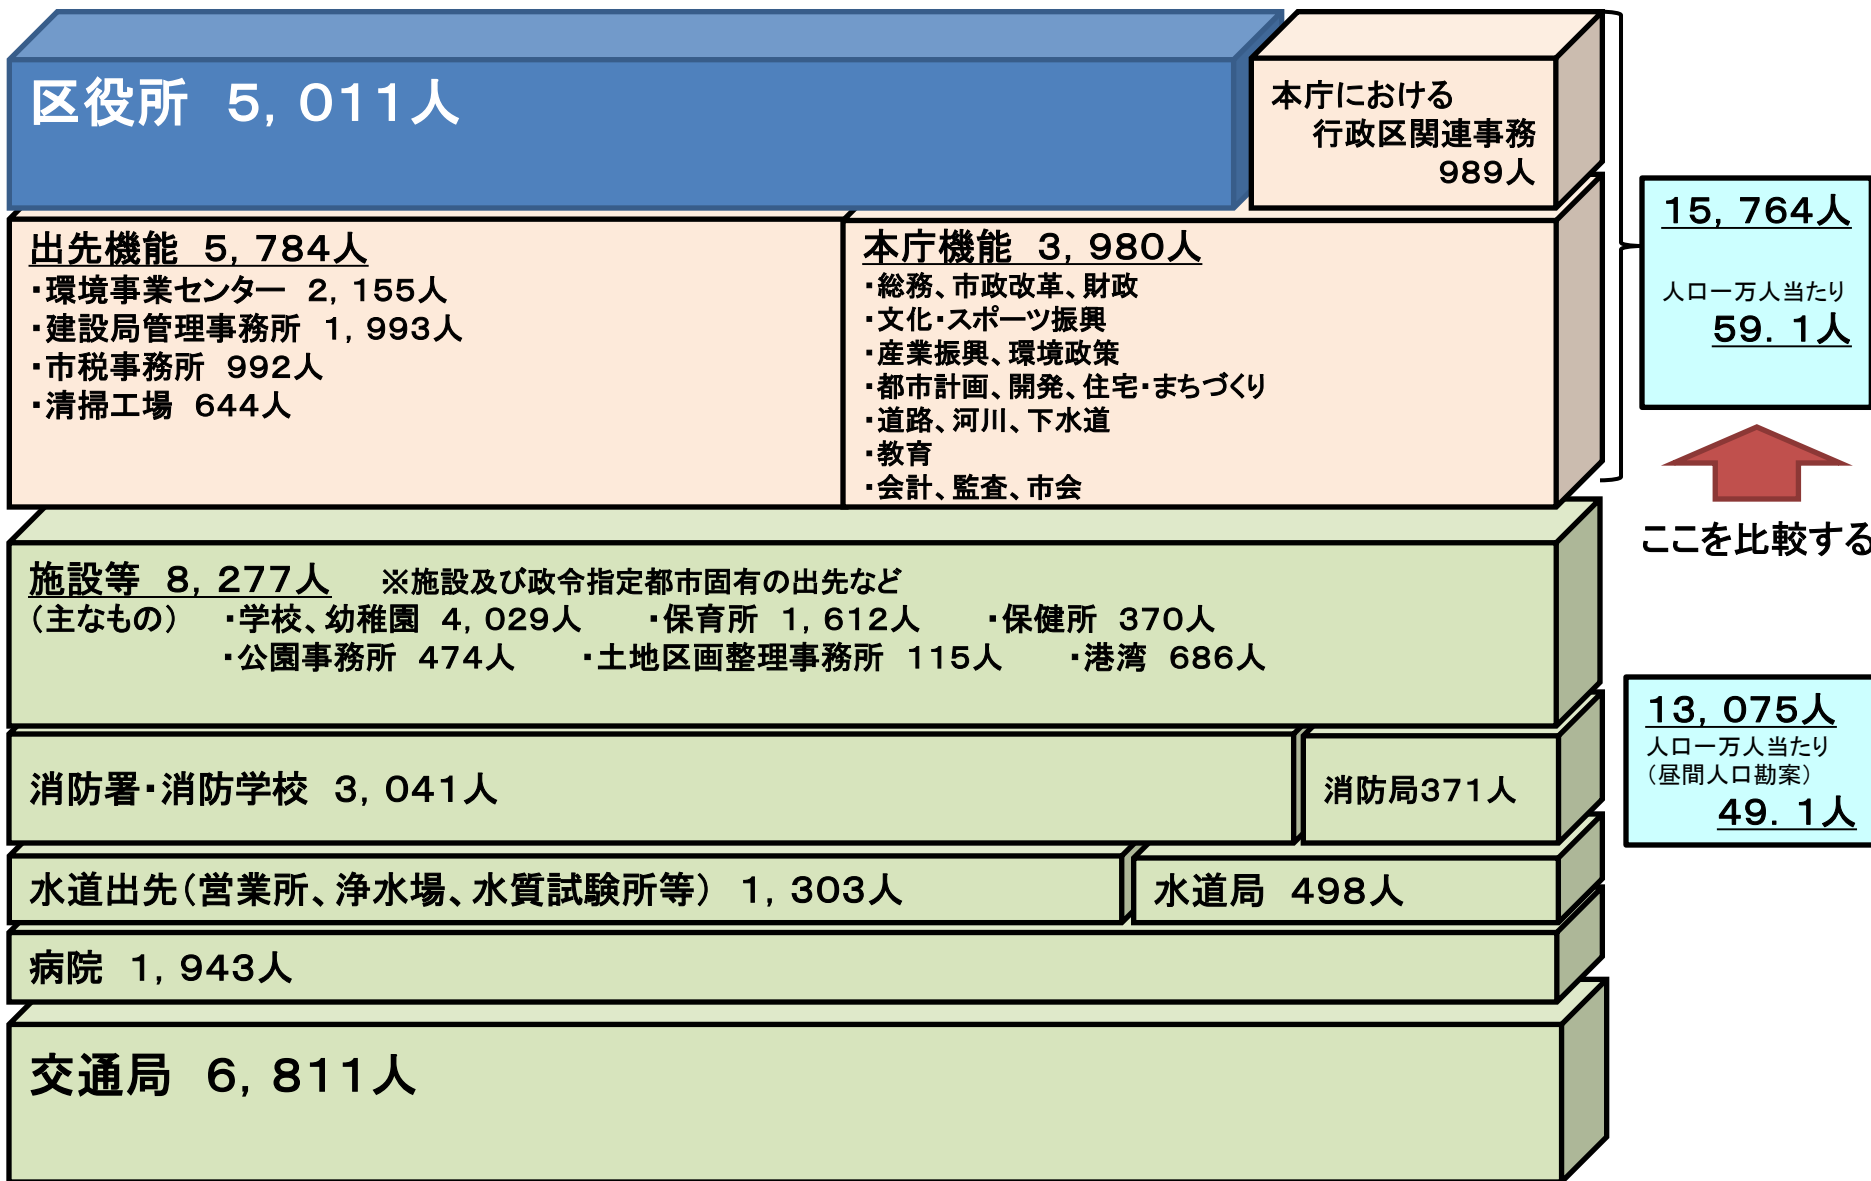 区役所　５，０１１人
本庁における
行政区関連事務
９８９人
出先機能　５，７８４人
・環境事業センター　２，１５５人
・建設局管理事務所　１，９９３人
・市税事務所　９９２人
・清掃工場　６４４人
本庁機能　３，９８０人
・総務、市政改革、財政
・文化・スポーツ振興
・産業振興、環境政策
・都市計画、開発、住宅・まちづくり
・道路、河川、下水道
・教育
・会計、監査、市会
１５，７６４人
人口一万人当たり
５９．１人
ここを比較する
施設等　８，２７７人　※施設及び政令指定都市固有の出先など
（主なもの）　・学校、幼稚園　４，０２９人　・保育所　１，６１２人　・保健所　３７０人
・公園事務所　４７４人　・土地区画整理事務所　１１５人　・港湾　６８６人
消防署・消防学校　３，０４１人
消防局３７１人
１３，０７５人
人口一万人当たり
（昼間人口勘案）
４９．１人
水道出先（営業所、浄水場、水質試験所等）　１，３０３人
水道局　４９８人
病院　１，９４３人
交通局　６，８１１人